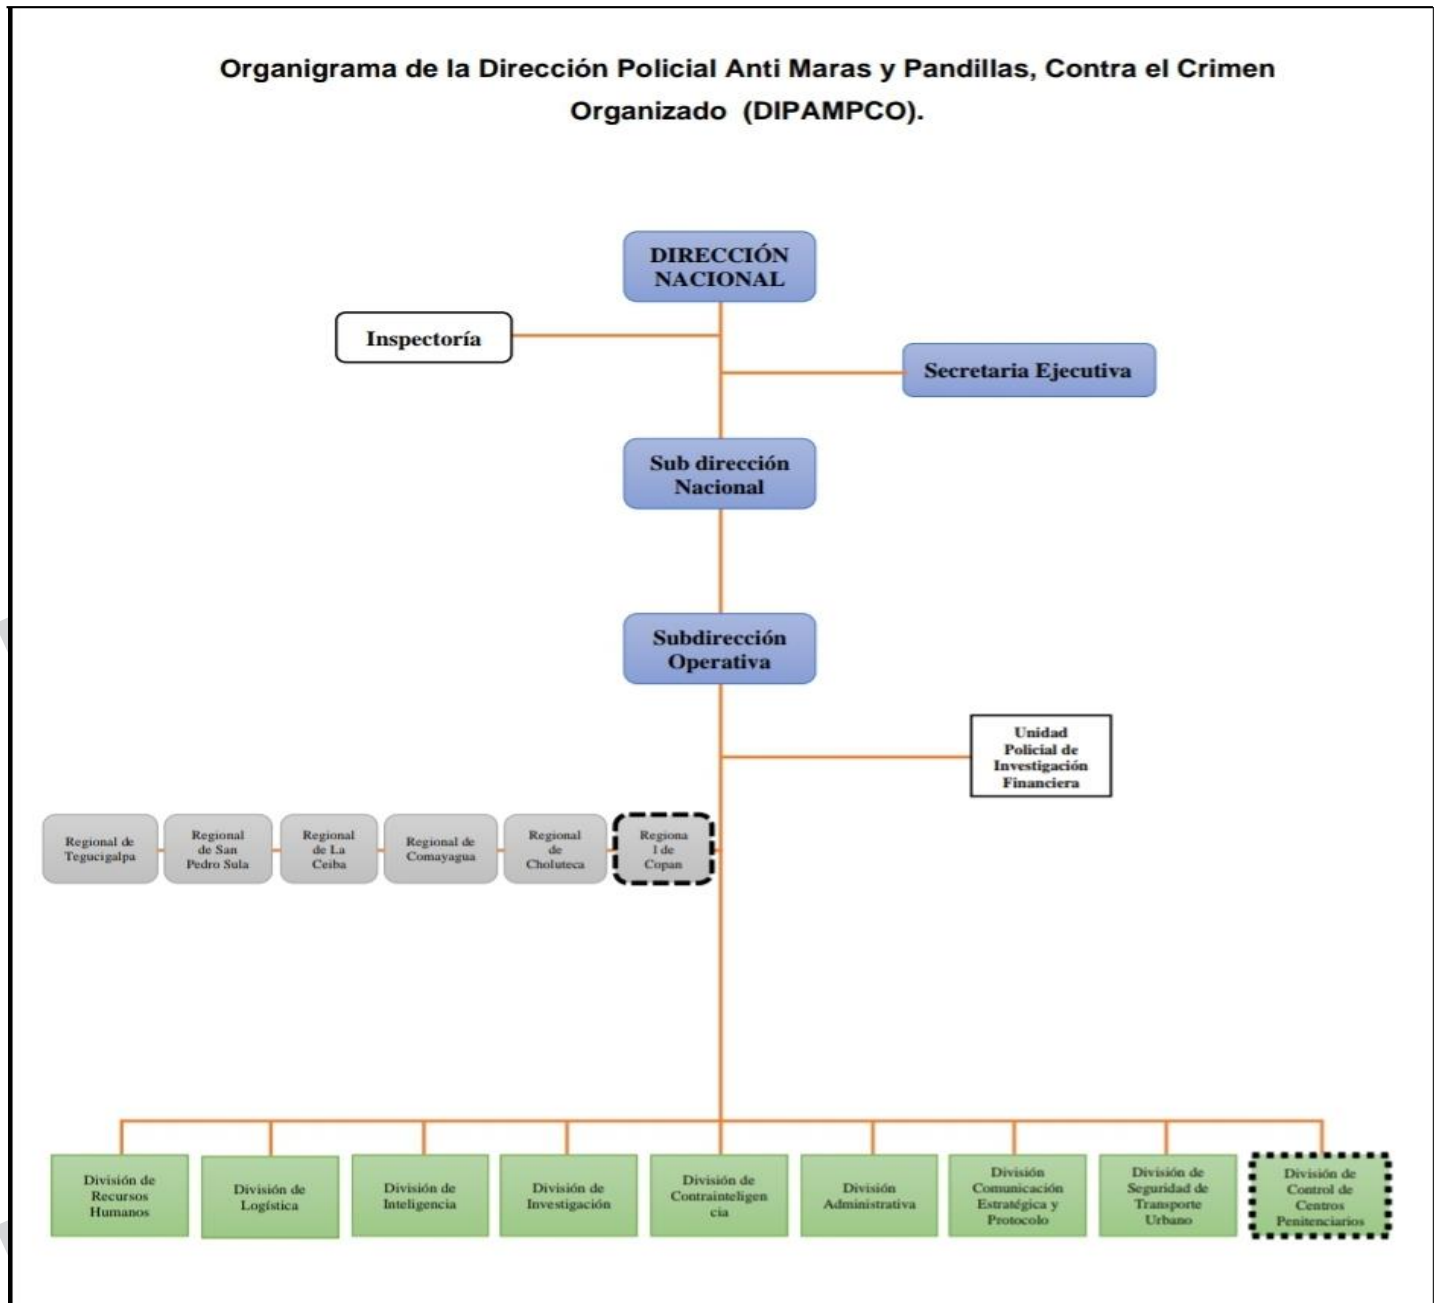 Organigrama de la Dirección Policial Anti Maras y Pandillas, Contra el Crimen
Organizado (DIPAMPCO).
DIRECCIÓN
NACIONAL
Inspectoría
Secretaria Ejecutiva
Sub dirección
Nacional
Subdirección
Operativa
Unidad
Policial de
Investigación
Financiera
Regional de
Tegucigalpa
Regional
de San
Pedro Sula
Regional
de La
Ceiba
Regional de
Comayagua
Regional
de
Choluteca
Regiona
l de
Copan
División de
Recursos
Humanos
División de
Logística
División de
Inteligencia
División de
Investigación
División de
Contrainteligen
cia
División
Administrativa
División
Comunicación
Estratégica y
Protocolo
División de
Seguridad de
Transporte
Urbano
División de
Control de
Centros
Penitenciarios